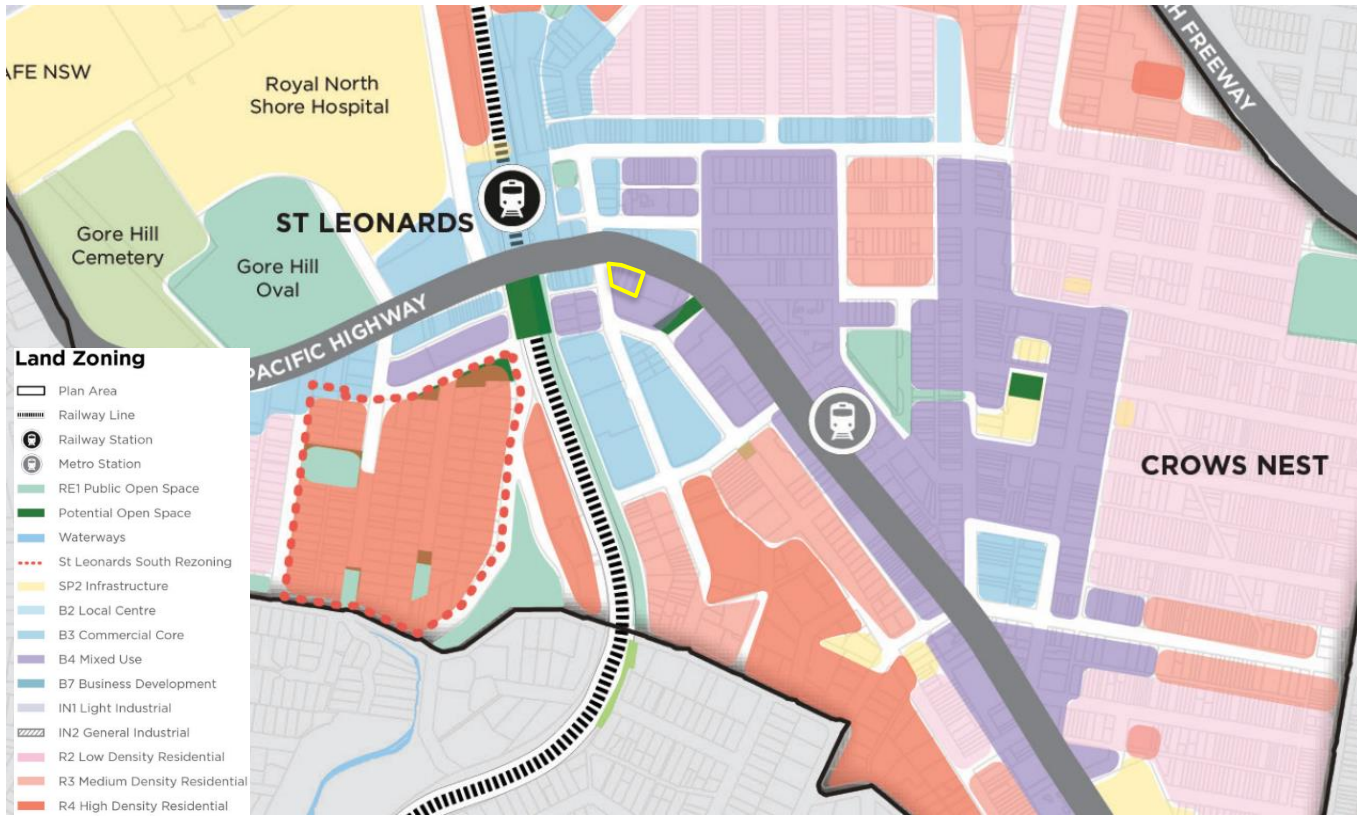 AFE NSW
Royal North
Shore Hospital
H FREEWAY
ST LEONARDS
Gore Hill
Cemetery
Gore Hill
Oval
PACIFIC HIGHWAY
CROWS NEST
Land Zoning
Plan Area
Railway Line
Railway Station
Metro Station
RE1 Public Open Space
Potential Open Space
Waterways
St Leonards South Rezoning
SP2 Infrastructure
B2 Local Centre
B3 Commercial Core
B4 Mixed Use
B7 Business Development
IN1 Light Industrial
IN2 General Industrial
R2 Low Density Residential
R3 Medium Density Residential
R4 High Density Residential